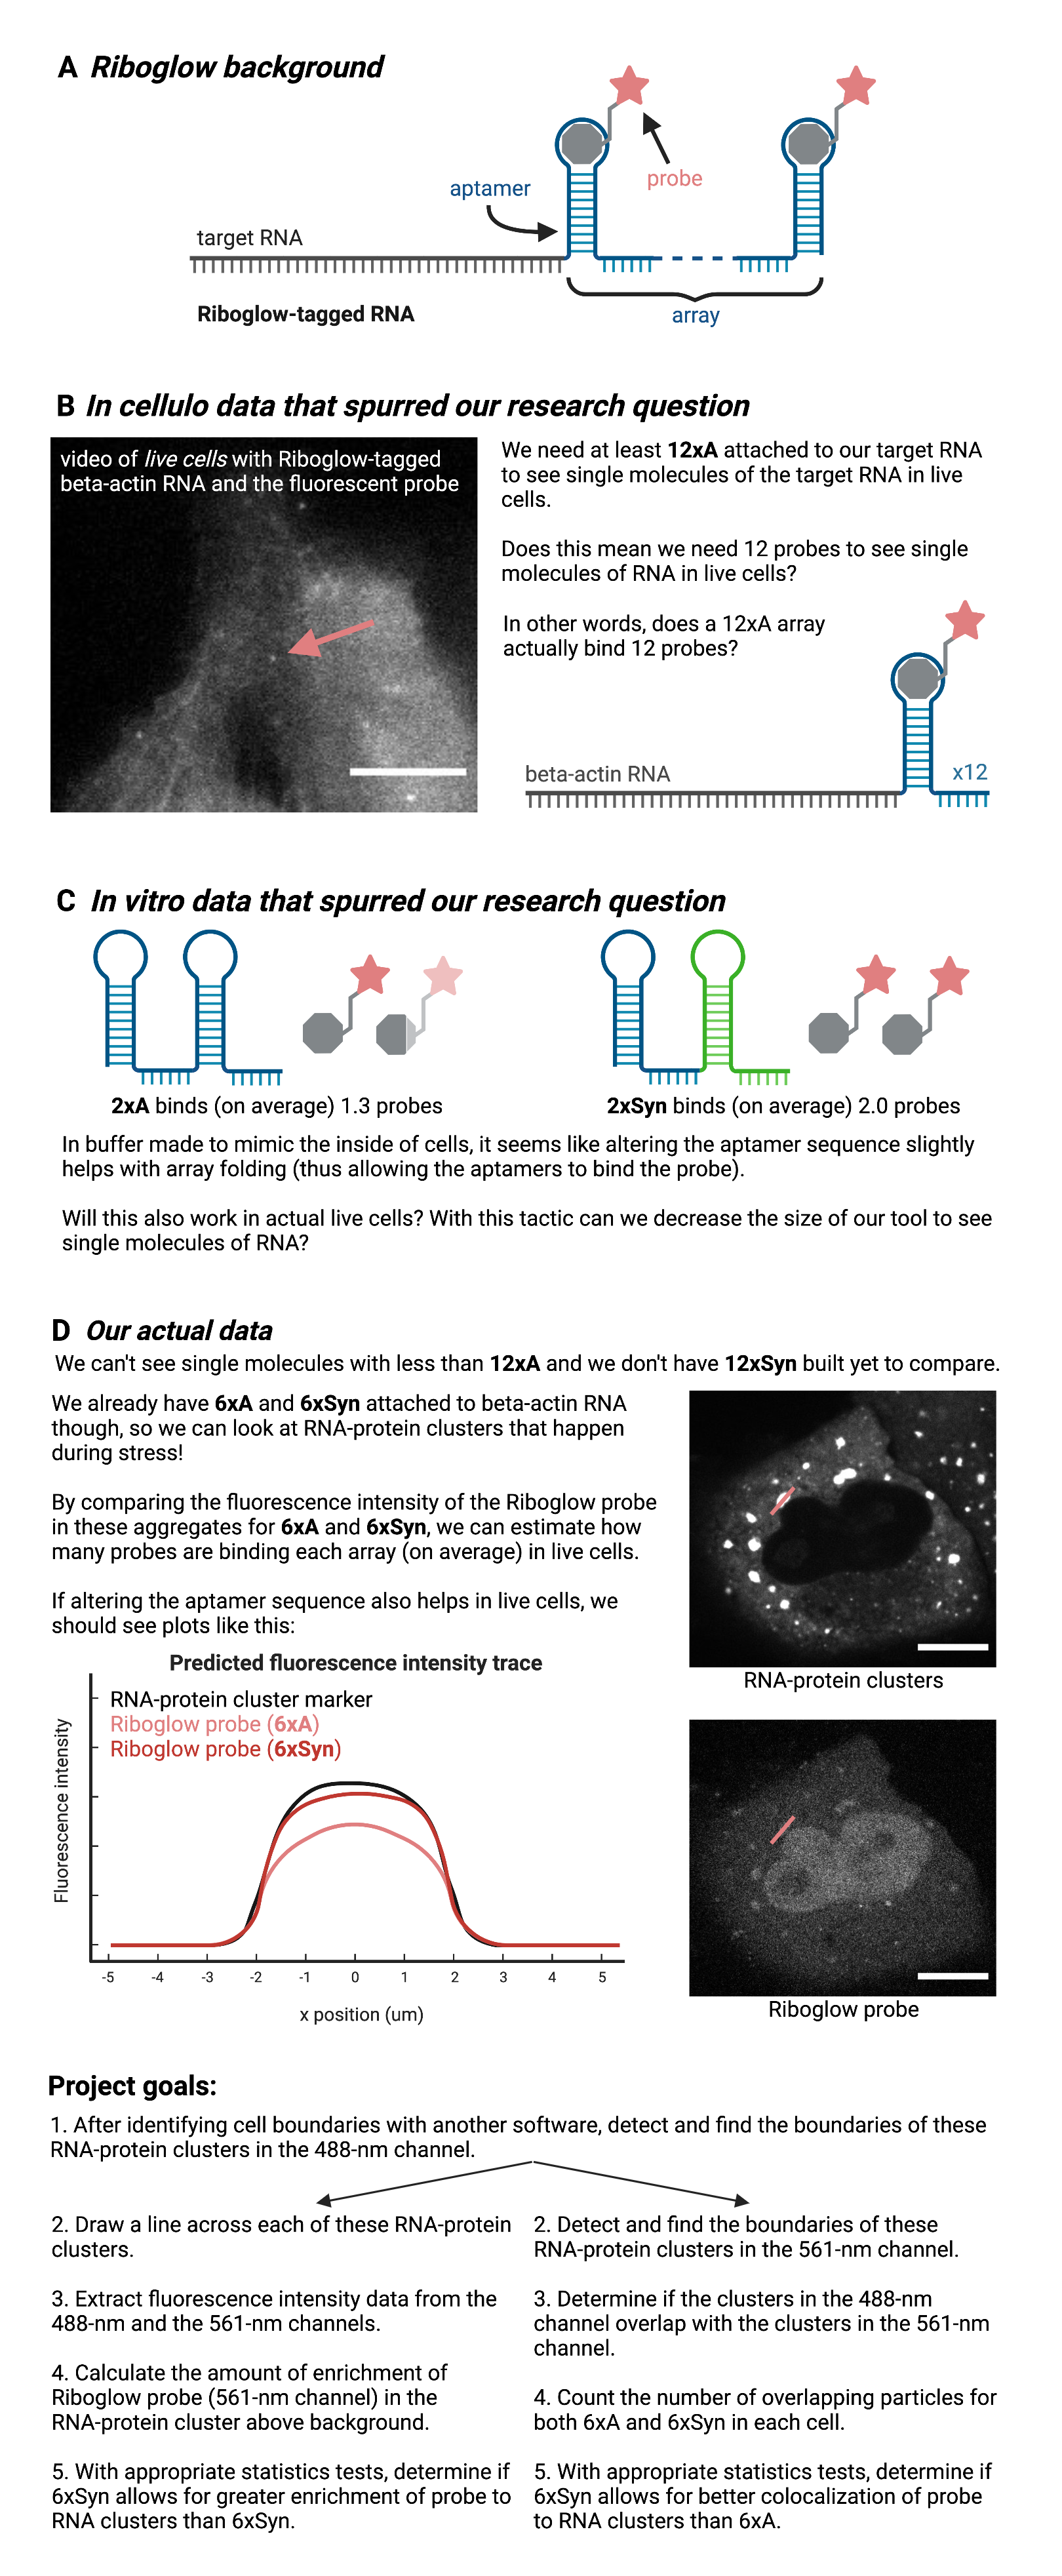 A Riboglow background
probe
aptamer
target RNA
Riboglow-tagged RNA
array
B In cellulo data that spurred our research question
video of live cells with Riboglow-tagged
beta-actin RNA and the fluorescent probe
We need at least 12xA attached to our target RNA
to see single molecules of the target RNA in live
cells.
Does this mean we need 12 probes to see single
molecules of RNA in live cells?
In other words, does a 12xA array
actually bind 12 probes?
beta-actin RNA
x12
C In vitro data that spurred our research question
2xA binds (on average) 1.3 probes
2xSyn binds (on average) 2.0 probes
In buffer made to mimic the inside of cells, it seems like altering the aptamer sequence slightly
helps with array folding (thus allowing the aptamers to bind the probe).
Will this also work in actual live cells? With this tactic can we decrease the size of our tool to see
single molecules of RNA?
D Our actual data
We can't see single molecules with less than 12xA and we don't have 12xSyn built yet to compare.
We already have 6xA and 6xSyn attached to beta-actin RNA
though, so we can look at RNA-protein clusters that happen
during stress!
By comparing the fluorescence intensity of the Riboglow probe
in these aggregates for 6xA and 6xSyn, we can estimate how
many probes are binding each array (on average) in live cells.
If altering the aptamer sequence also helps in live cells, we
should see plots like this:
RNA-protein clusters
Riboglow probe
Predicted fluorescence intensity trace
RNA-protein cluster marker
Riboglow probe (6xA)
Riboglow probe (6xSyn)
Fluorescence intensity
-5 -4 -3 -2 -1 0 1 2 3 4 5
x position (um)
Project goals:
1. After identifying cell boundaries with another software, detect and find the boundaries of these
RNA-protein clusters in the 488-nm channel.
2. Draw a line across each of these RNA-protein
clusters.
3. Extract fluorescence intensity data from the
488-nm and the 561-nm channels.
4. Calculate the amount of enrichment of
Riboglow probe (561-nm channel) in the
RNA-protein cluster above background.
5. With appropriate statistics tests, determine if
6xSyn allows for greater enrichment of probe to
RNA clusters than 6xSyn.
2. Detect and find the boundaries of these
RNA-protein clusters in the 561-nm channel.
3. Determine if the clusters in the 488-nm
channel overlap with the clusters in the 561-nm
channel.
4. Count the number of overlapping particles for
both 6xA and 6xSyn in each cell.
5. With appropriate statistics tests, determine if
6xSyn allows for better colocalization of probe
to RNA clusters than 6xA.